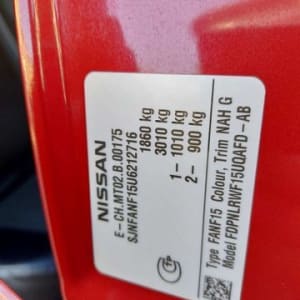 NISSAN
E-CH.MT02.B.00175
SJNFANF15U6212716
1860 kg
3010 kg
1- 1010 kg
2- 900 kg
Type FANF15 Colour, Trim NAH G
Model FDPNLRWF15UQAFD-AB